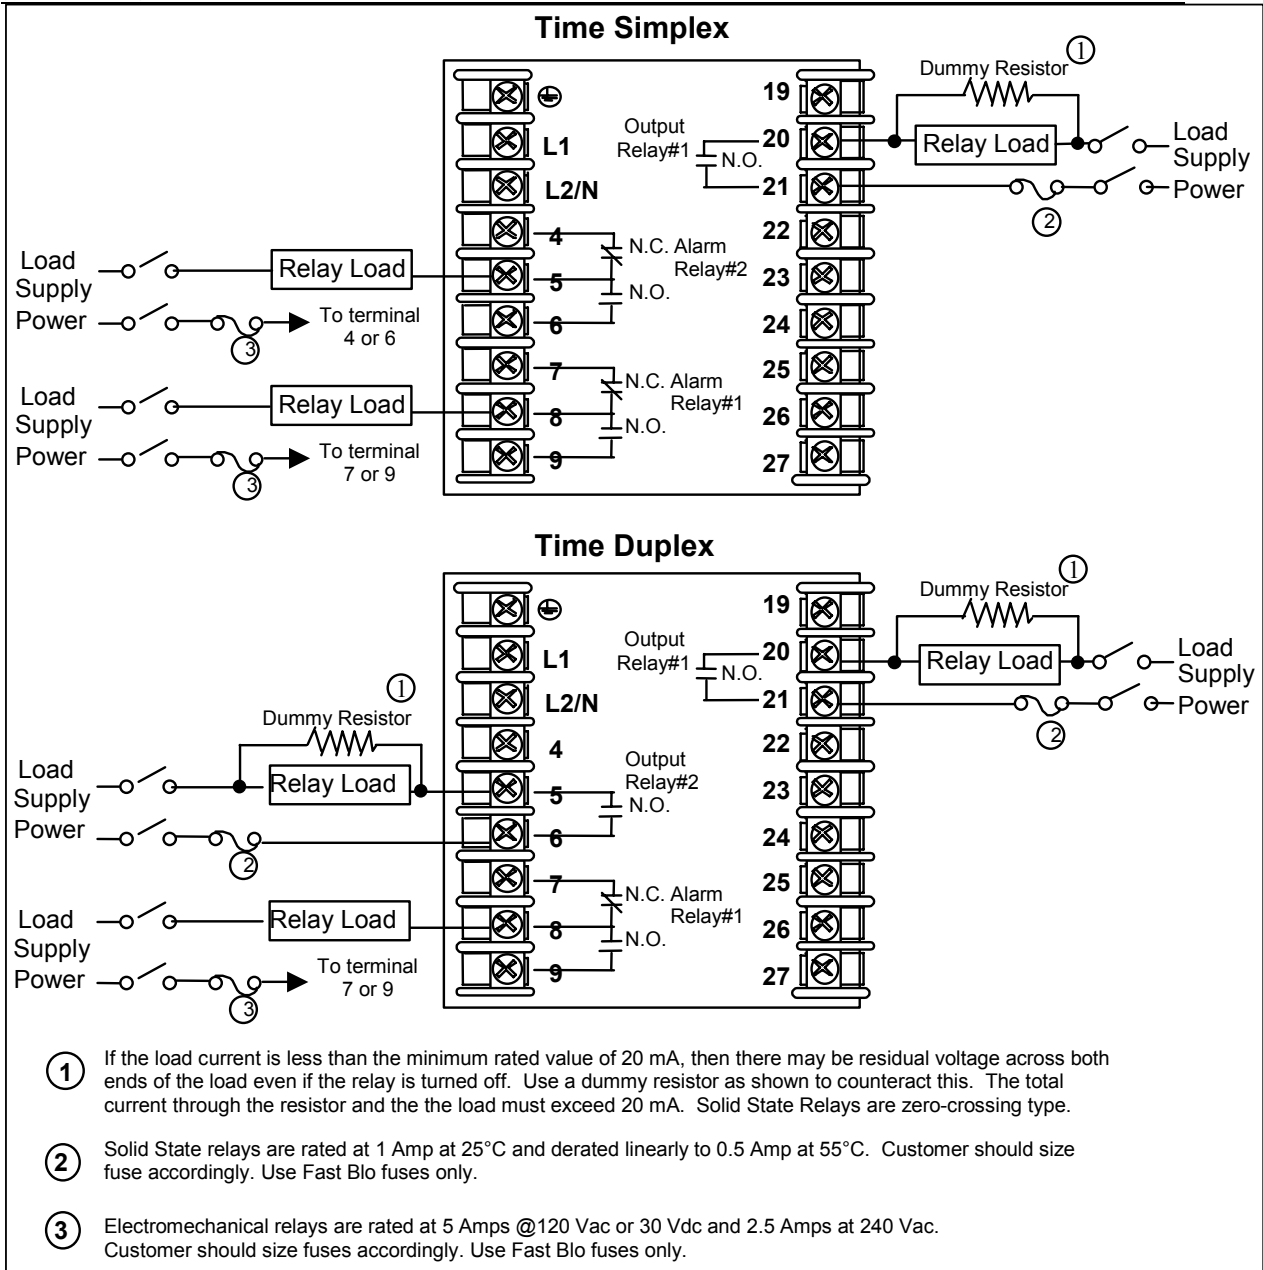 Time Simplex
1
Dummy Resistor
19
Output
Relay#1
20
Relay Load
Load
Supply
Power
L1
N.O.
L2/N
21
2
4
N.C. Alarm
Relay#2
22
Load
Supply
Power
Relay Load
5
N.O.
23
To terminal
4 or 6
3
6
24
7
N.C. Alarm
Relay#1
25
Load
Supply
Power
Relay Load
8
N.O.
26
To terminal
7 or 9
3
9
27
Time Duplex
1
Dummy Resistor
19
Output
Relay#1
20
Relay Load
Load
Supply
Power
L1
N.O.
L2/N
21
2
1
Dummy Resistor
4
22
Load
Supply
Power
Relay Load
5
Output
Relay#2
N.O.
23
2
6
24
7
N.C. Alarm
Relay#1
25
Load
Supply
Power
Relay Load
8
N.O.
26
To terminal
7 or 9
3
9
27
1
If the load current is less than the minimum rated value of 20 mA, then there may be residual voltage across both
ends of the load even if the relay is turned off. Use a dummy resistor as shown to counteract this. The total
current through the resistor and the the load must exceed 20 mA. Solid State Relays are zero-crossing type.
2
Solid State relays are rated at 1 Amp at 25°C and derated linearly to 0.5 Amp at 55°C. Customer should size
fuse accordingly. Use Fast Blo fuses only.
3
Electromechanical relays are rated at 5 Amps @120 Vac or 30 Vdc and 2.5 Amps at 240 Vac.
Customer should size fuses accordingly. Use Fast Blo fuses only.